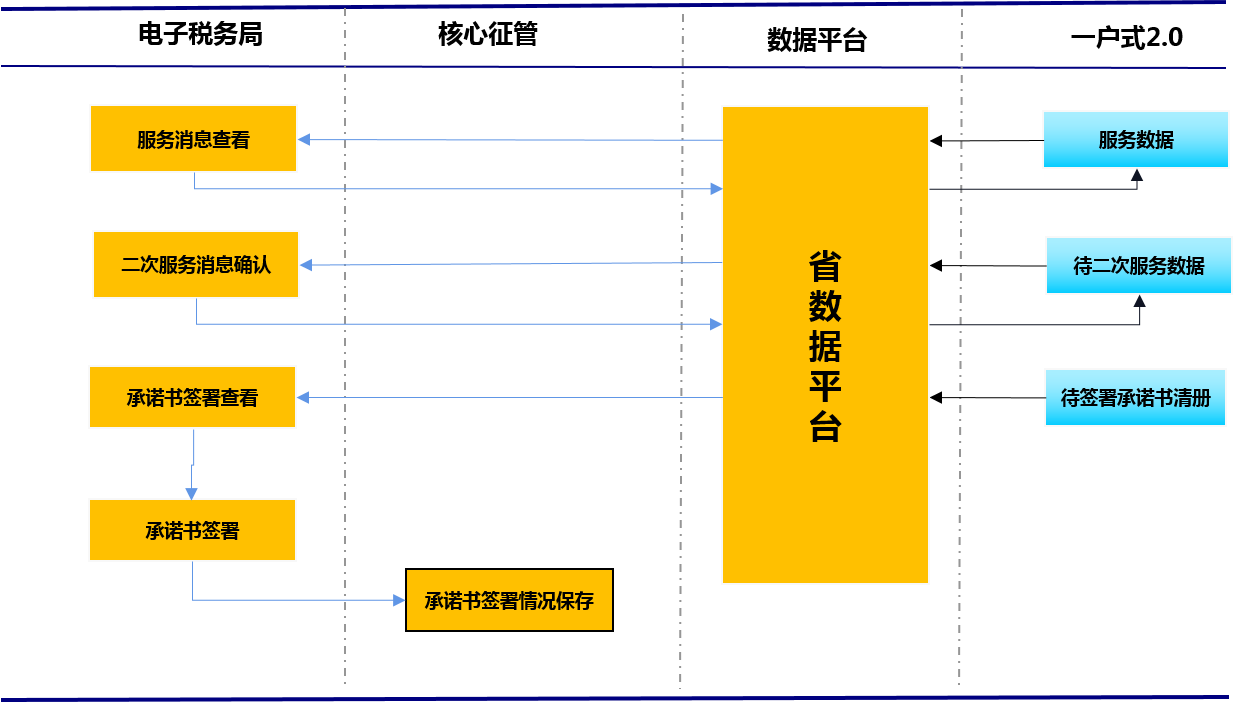 电子税务局
核心征管
数据平台
一户式2.0
服务消息查看
服务数据
二次服务消息确认
待二次服务数据
省
数
据
平
台
承诺书签署查看
待签署承诺书清册
承诺书签署
承诺书签署情况保存